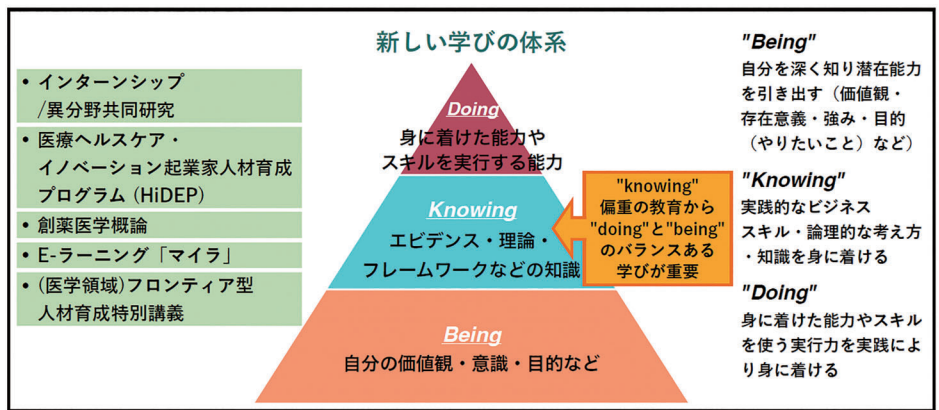 新しい学びの体系
• インターンシップ
/異分野共同研究
• 医療ヘルスケア・
イノベーション起業家人材育成
プログラム (HiDEP)
• 創薬医学概論
• E-ラーニング「マイラ」
• (医学領域)フロンティア型
人材育成特別講義
Doing
身に着けた能力や
スキルを実行する能力
Knowing
エビデンス・理論・
フレームワークなどの知識
Being
自分の価値観・意識・目的など
"knowing"
偏重の教育から
"doing"と"being"
のバランスある
学びが重要
"Being"
自分を深く知り潜在能力
を引き出す（価値観・
存在意義・強み・目的
（やりたいこと）など）
"Knowing"
実践的なビジネス
スキル・論理的な考え方
・知識を身に着ける
"Doing"
身に着けた能力やスキル
を使う実行力を実践によ
り身に着ける